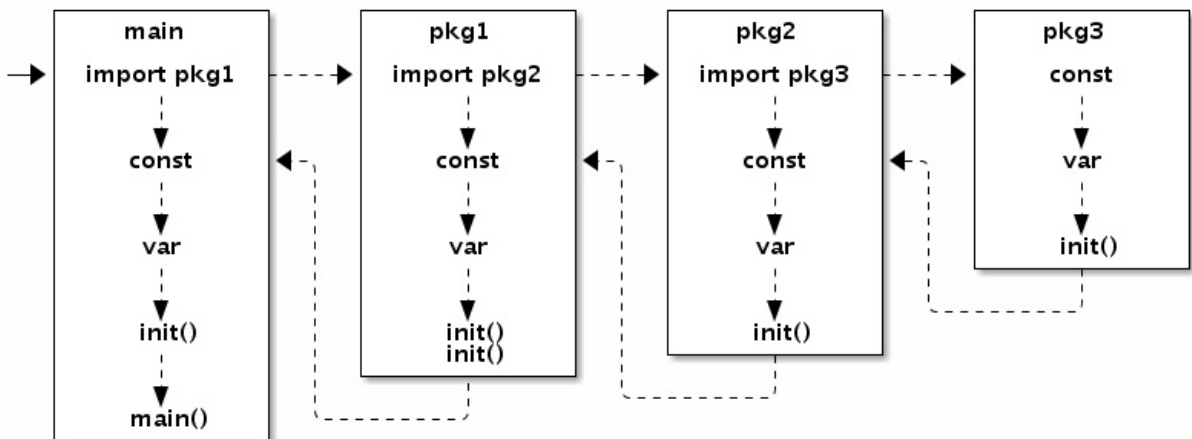 main
import pkg1
const
var
init()
main()
pkg1
import pkg2
const
var
init()
init()
pkg2
import pkg3
const
var
init()
pkg3
const
var
init()